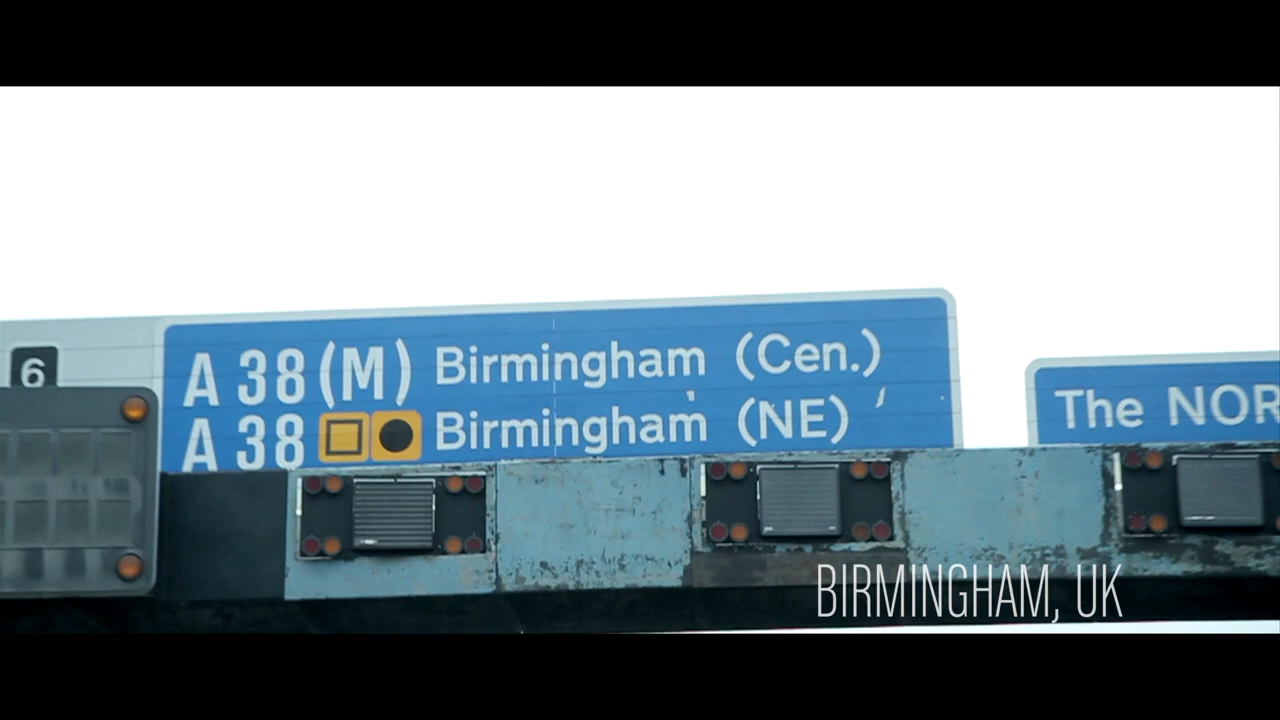 6
A 38 (M) Birmingham (Cen.)
A 38 Birmingham (NE)
The NOR
BIRMINGHAM, UK